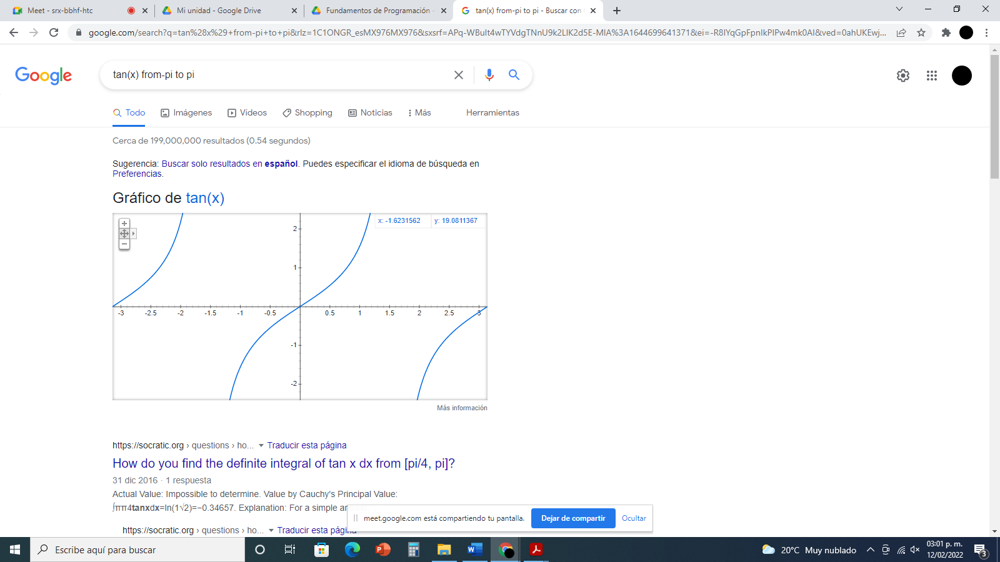 Meet - srx-bbhf-htc
Mi unidad - Google Drive
Fundamentos de Programación -
tan(x) from-pi to pi - Buscar con
google.com/search?q=tan%28x%29+from-pi+to+pi&rlz=1C1ONGR_esMX976MX976&sxsrf=APq-WBult4wTYVdgTNnU9k2LIK2d5E-MIA%3A1644699641371&ei=-R8IYqGpFpnIkPIPw4mk0AI&ved=0ahUKEwj...
Google
tan(x) from-pi to pi
Todo
Imágenes
Vídeos
Shopping
Noticias
Más
Herramientas
Cerca de 199,000,000 resultados (0.54 segundos)
Sugerencia: Buscar solo resultados en español. Puedes especificar el idioma de búsqueda en
Preferencias.
Gráfico de tan(x)
x: -1.6231562
y: 19.0811367
2
1
-3 -2.5 -2 -1.5 -1 -0.5 0.5 1 1.5 2 2.5 3
-1
-2
Más información
https://socratic.org › questions › ho... Traducir esta página
How do you find the definite integral of tan x dx from [pi/4, pi]?
31 dic 2016 · 1 respuesta
Actual Value: Impossible to determine. Value by Cauchy's Principal Value:
∫ππ4tanxdx=ln(1√2)=−0.34657. Explanation: For a simple
meet.google.com está compartiendo tu pantalla.
Dejar de compartir
Ocultar
https://socratic.org › questions › ho... Traducir esta página
Escribe aquí para buscar
20°C Muy nublado
03:01 p. m.
12/02/2022
3